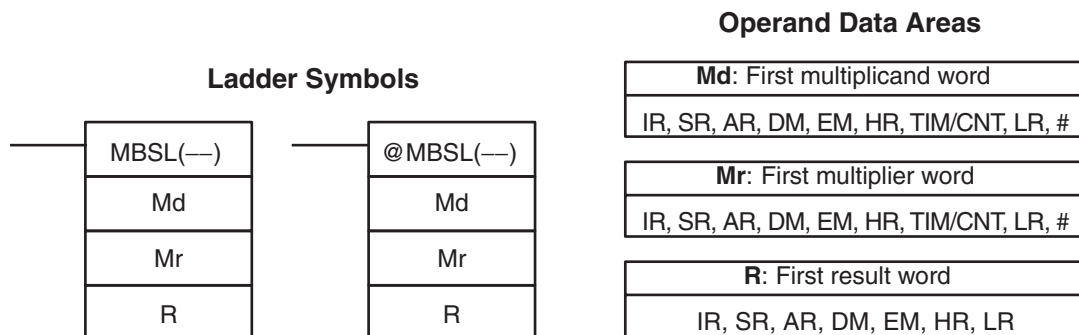 Ladder Symbols
MBSL(––)
Md
Mr
R
@MBSL(––)
Md
Mr
R
Operand Data Areas
Md: First multiplicand word
IR, SR, AR, DM, EM, HR, TIM/CNT, LR, #
Mr: First multiplier word
IR, SR, AR, DM, EM, HR, TIM/CNT, LR, #
R: First result word
IR, SR, AR, DM, EM, HR, LR